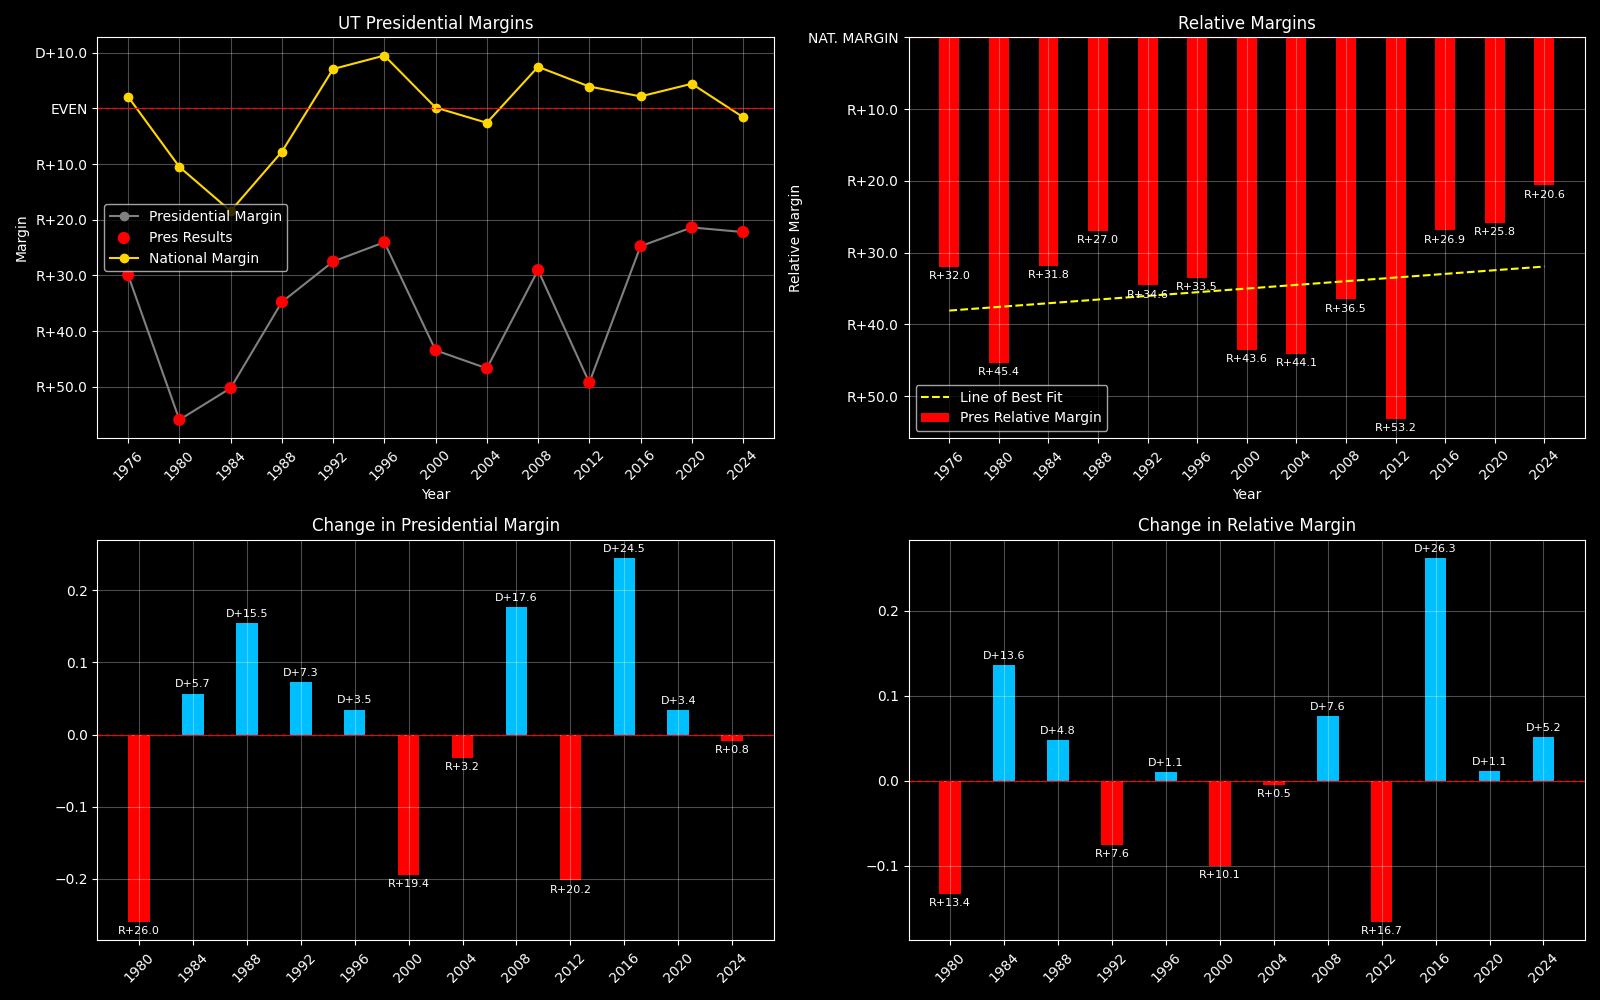 UT Presidential Margins
D+10.0
EVEN
R+10.0
R+20.0
R+30.0
R+40.0
R+50.0
Margin
Presidential Margin
Pres Results
National Margin
1976
1980
1984
1988
1992
1996
2000
2004
2008
2012
2016
2020
2024
Year
Relative Margins
NAT. MARGIN
R+10.0
R+20.0
R+30.0
R+40.0
R+50.0
Relative Margin
R+32.0
R+45.4
R+31.8
R+27.0
R+34.6
R+33.5
R+43.6
R+44.1
R+36.5
R+53.2
R+26.9
R+25.8
R+20.6
Line of Best Fit
Pres Relative Margin
1976
1980
1984
1988
1992
1996
2000
2004
2008
2012
2016
2020
2024
Year
Change in Presidential Margin
0.2
0.1
0.0
−0.1
−0.2
R+26.0
D+5.7
D+15.5
D+7.3
D+3.5
R+19.4
R+3.2
D+17.6
R+20.2
D+24.5
D+3.4
R+0.8
1980
1984
1988
1992
1996
2000
2004
2008
2012
2016
2020
2024
Change in Relative Margin
0.2
0.1
0.0
−0.1
R+13.4
D+13.6
D+4.8
R+7.6
D+1.1
R+10.1
R+0.5
D+7.6
R+16.7
D+26.3
D+1.1
D+5.2
1980
1984
1988
1992
1996
2000
2004
2008
2012
2016
2020
2024